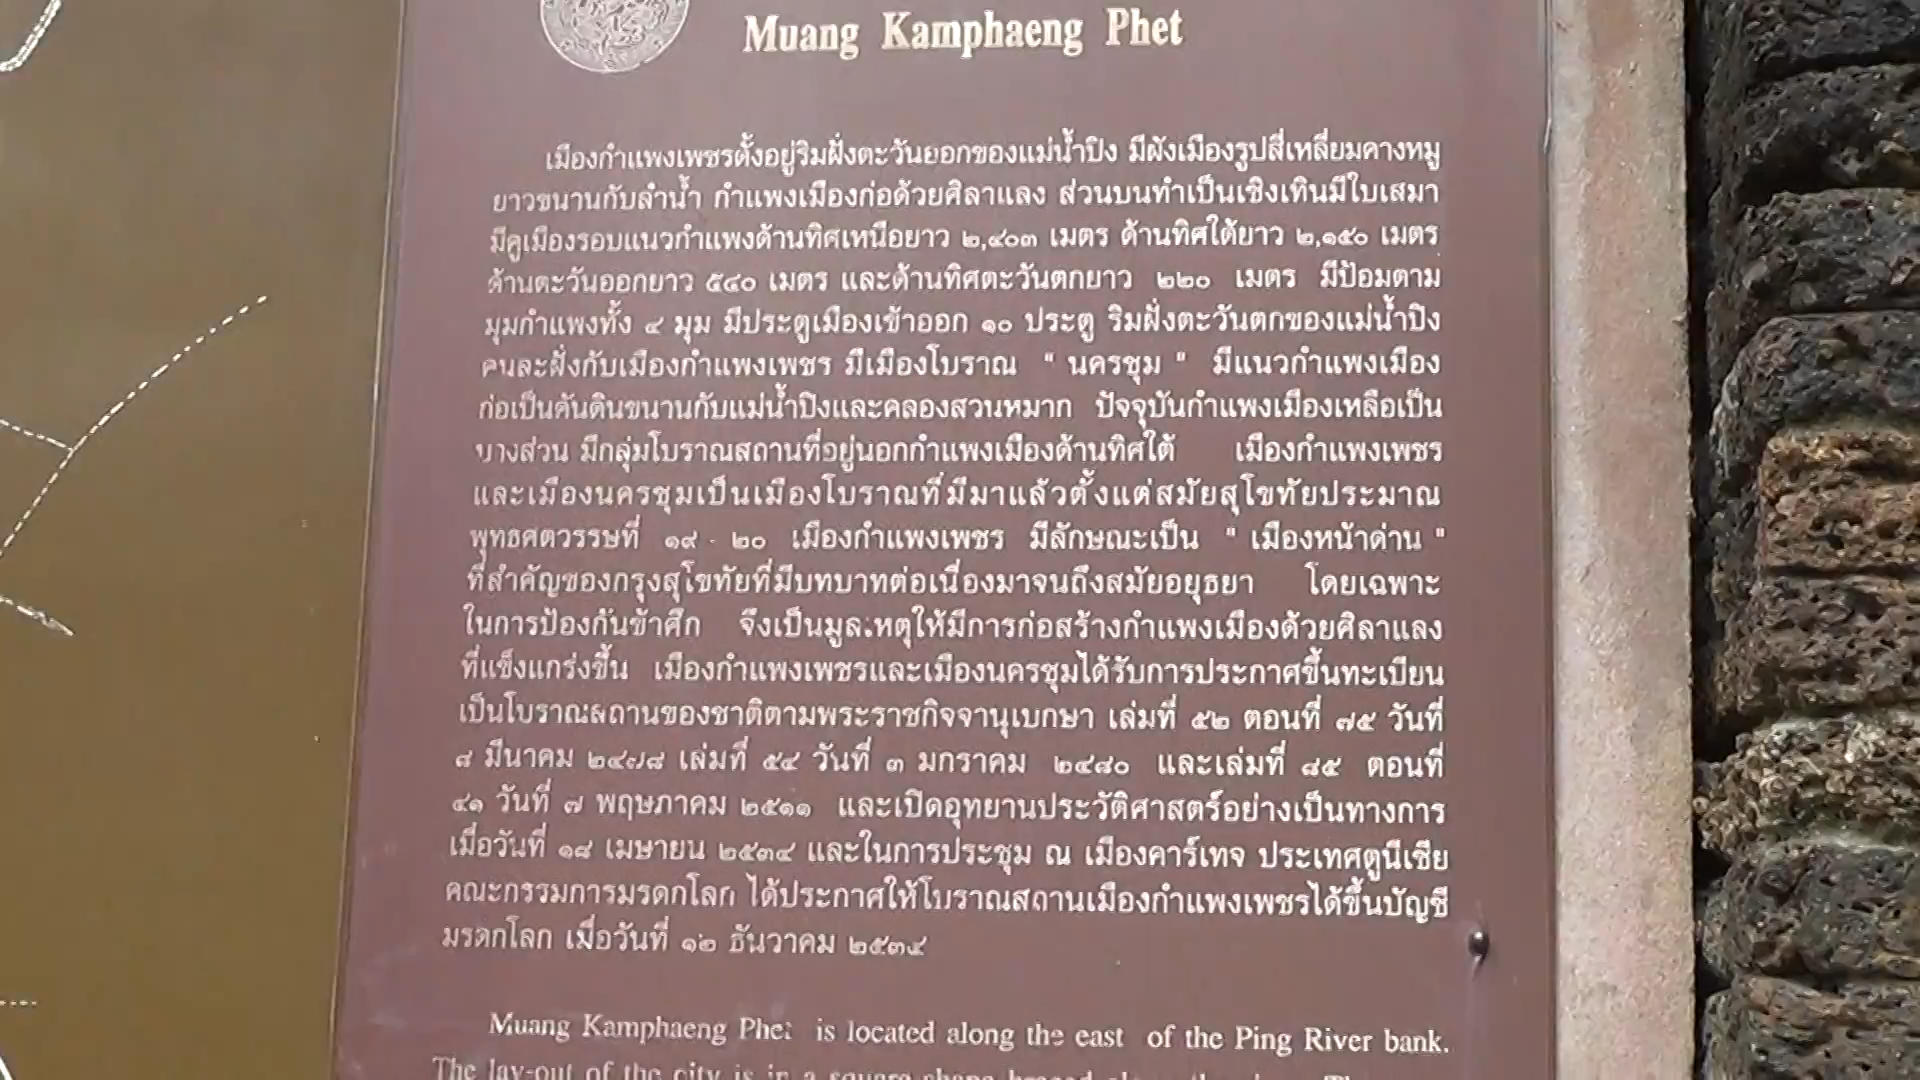 Muang Kamphaeng Phet
เมืองกำแพงเพชรตั้งอยู่ริมฝั่งตะวันออกของแม่น้ำปิง มีผังเมืองรูปสี่เหลี่ยมคางหมู
ยาวขนานกับลำน้ำ กำแพงเมืองก่อด้วยศิลาแลง ส่วนบนทำเป็นเชิงเทินมีใบเสมา
มีคูเมืองรอบแนวกำแพงด้านทิศเหนือยาว ๒,๔๐๓ เมตร ด้านทิศใต้ยาว ๒,๑๕๐ เมตร
ด้านตะวันออกยาว ๕๔๐ เมตร และด้านทิศตะวันตกยาว ๒๒๐ เมตร มีป้อมตาม
มุมกำแพงทั้ง ๔ มุม มีประตูเมืองเข้าออก ๑๐ ประตู ริมฝั่งตะวันตกของแม่น้ำปิง
คนละฝั่งกับเมืองกำแพงเพชร มีเมืองโบราณ " นครชุม " มีแนวกำแพงเมือง
ก่อเป็นคันดินขนานกับแม่น้ำปิงและคลองสวนหมาก ปัจจุบันกำแพงเมืองเหลือเป็น
บางส่วน มีกลุ่มโบราณสถานที่อยู่นอกกำแพงเมืองด้านทิศใต้ เมืองกำแพงเพชร
และเมืองนครชุมเป็นเมืองโบราณที่มีมาแล้วตั้งแต่สมัยสุโขทัยประมาณ
พุทธศตวรรษที่ ๑๙ - ๒๐ เมืองกำแพงเพชร มีลักษณะเป็น " เมืองหน้าด่าน "
ที่สำคัญของกรุงสุโขทัยที่มีบทบาทต่อเนื่องมาจนถึงสมัยอยุธยา โดยเฉพาะ
ในการป้องกันข้าศึก จึงเป็นมูลเหตุให้มีการก่อสร้างกำแพงเมืองด้วยศิลาแลง
ที่แข็งแกร่งขึ้น เมืองกำแพงเพชรและเมืองนครชุมได้รับการประกาศขึ้นทะเบียน
เป็นโบราณสถานของชาติตามพระราชกิจจานุเบกษา เล่มที่ ๕๒ ตอนที่ ๗๕ วันที่
๘ มีนาคม ๒๔๗๘ เล่มที่ ๕๔ วันที่ ๓ มกราคม ๒๔๘๐ และเล่มที่ ๘๕ ตอนที่
๔๑ วันที่ ๗ พฤษภาคม ๒๕๑๑ และเปิดอุทยานประวัติศาสตร์อย่างเป็นทางการ
เมื่อวันที่ ๑๘ เมษายน ๒๕๓๔ และในการประชุม ณ เมืองคาร์เทจ ประเทศตูนีเซีย
คณะกรรมการมรดกโลก ได้ประกาศให้โบราณสถานเมืองกำแพงเพชรได้ขึ้นบัญชี
มรดกโลก เมื่อวันที่ ๑๒ ธันวาคม ๒๕๓๔
Muang Kamphaeng Phet is located along the east of the Ping River bank.
The lay-out of the city is in a square shape